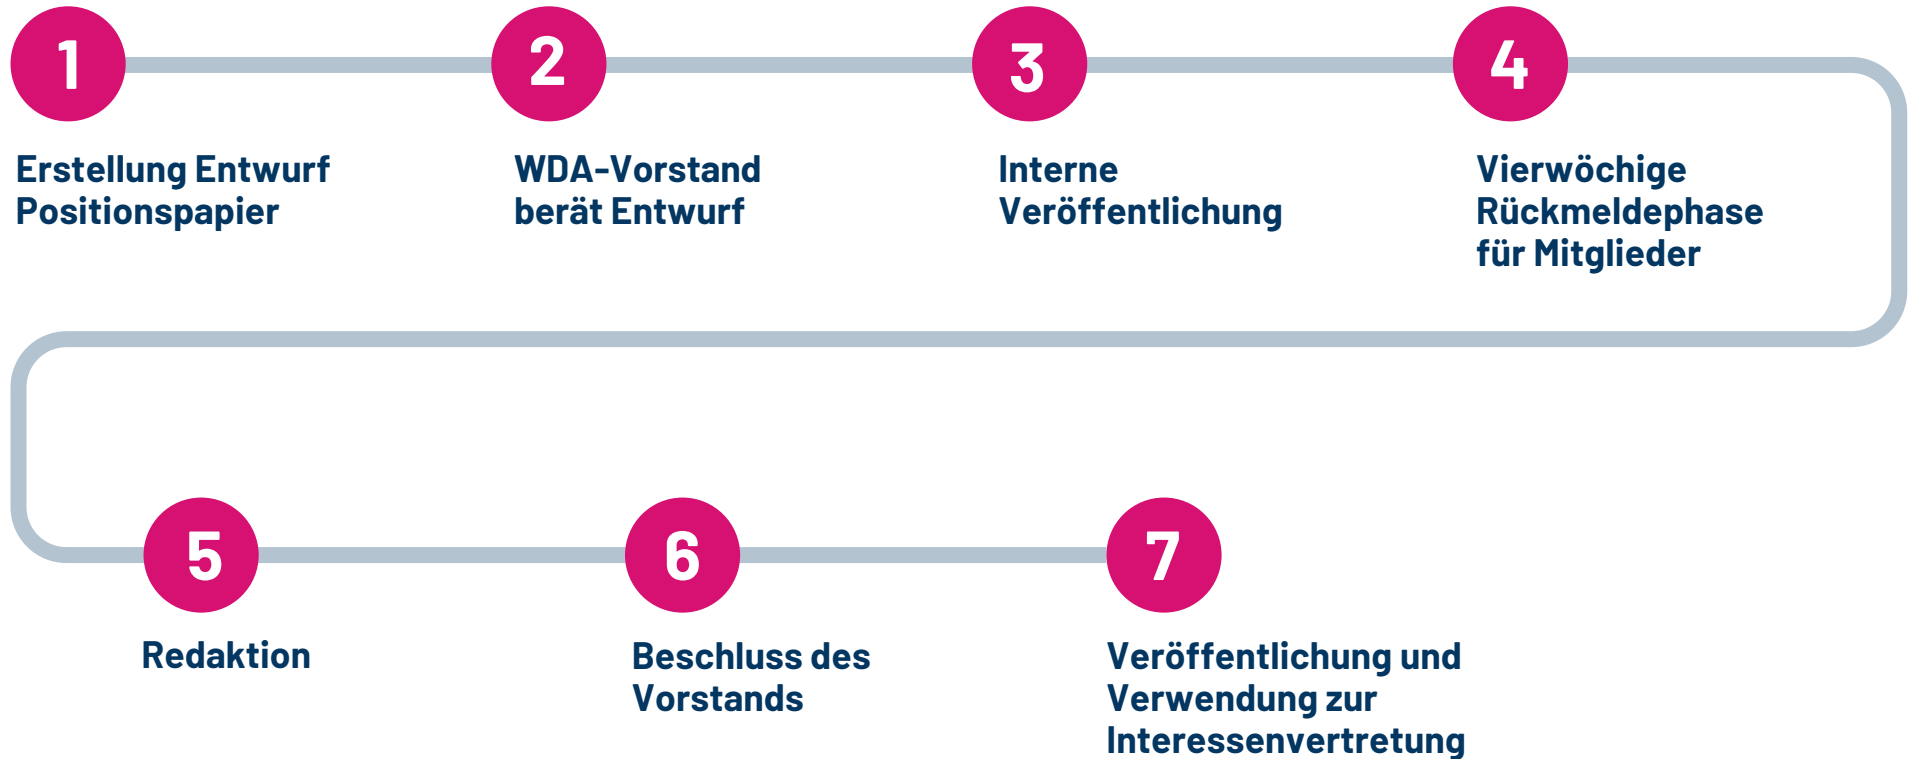 1
Erstellung Entwurf
Positionspapier
2
WDA-Vorstand
berät Entwurf
3
Interne
Veröffentlichung
4
Vierwöchige
Rückmeldephase
für Mitglieder
5
Redaktion
6
Beschluss des
Vorstands
7
Veröffentlichung und
Verwendung zur
Interessenvertretung